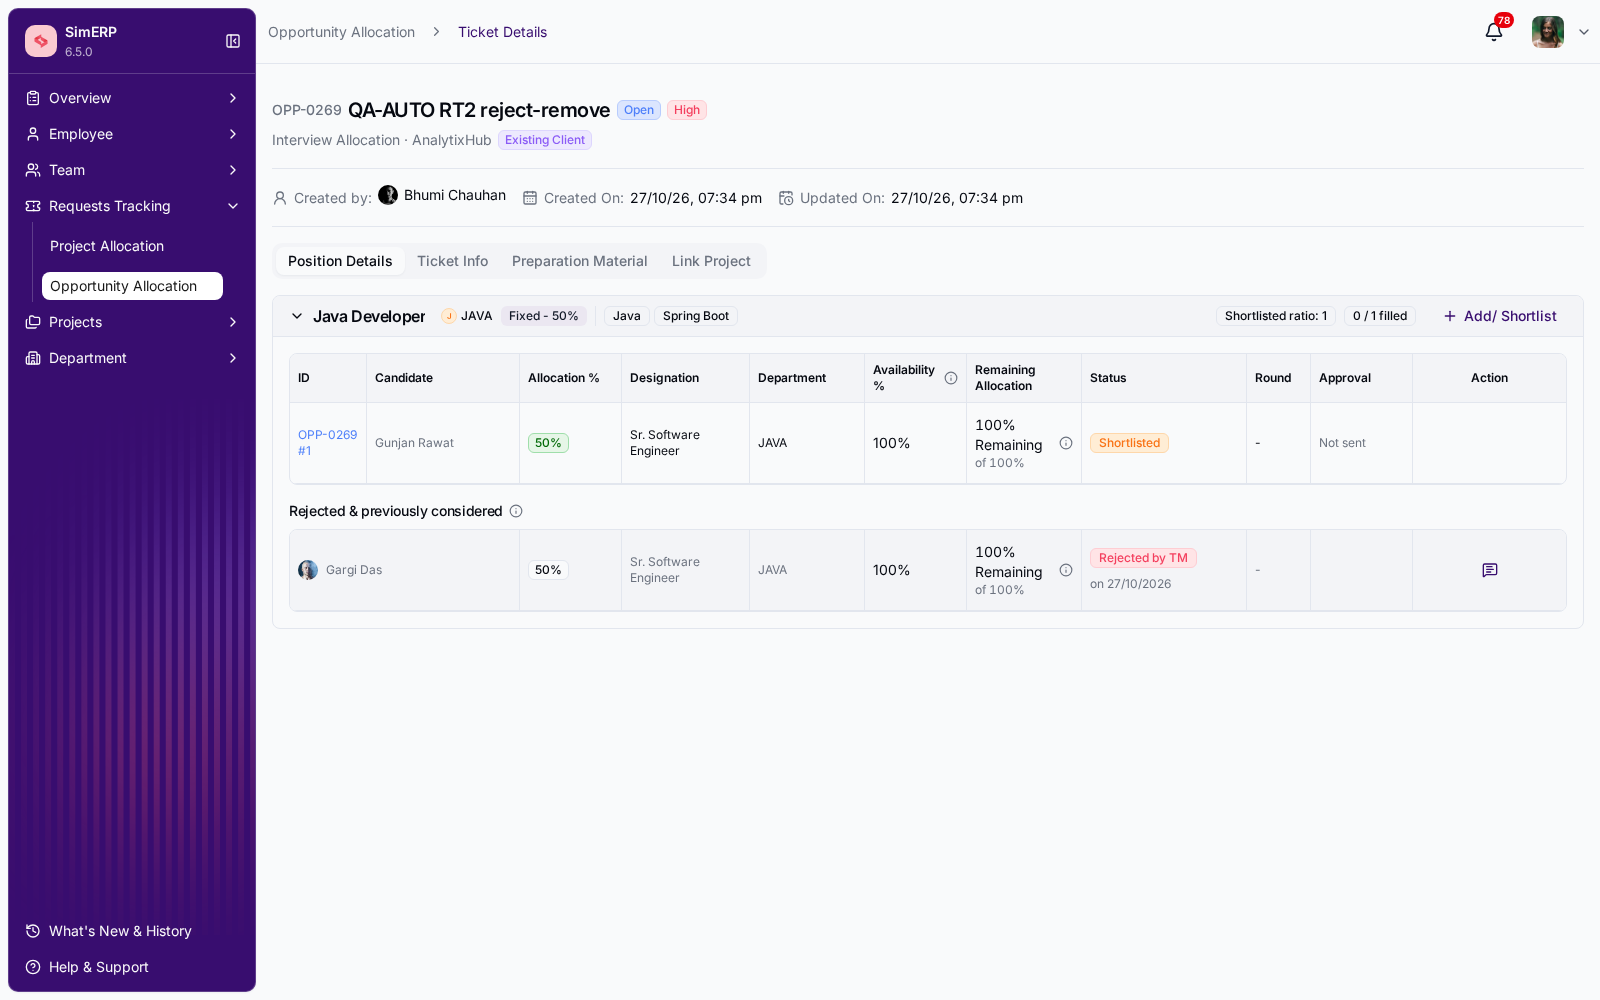 SimERP
6.5.0
Overview
Employee
Team
Requests Tracking
Project Allocation
Opportunity Allocation
Projects
Department
What's New & History
Help & Support
Opportunity Allocation > Ticket Details
78
OPP-0269 QA-AUTO RT2 reject-remove Open High
Interview Allocation · AnalytixHub Existing Client
Created by: Bhumi Chauhan Created On: 27/10/26, 07:34 pm Updated On: 27/10/26, 07:34 pm
Position Details Ticket Info Preparation Material Link Project
Java Developer J JAVA Fixed - 50% Java Spring Boot Shortlisted ratio: 1 0 / 1 filled + Add/ Shortlist
ID Candidate Allocation % Designation Department Availability % Remaining Allocation Status Round Approval Action
OPP-0269 #1 Gunjan Rawat 50% Sr. Software Engineer JAVA 100% 100% Remaining of 100% Shortlisted - Not sent
Rejected & previously considered
Gargi Das 50% Sr. Software Engineer JAVA 100% 100% Remaining of 100% Rejected by TM on 27/10/2026 -